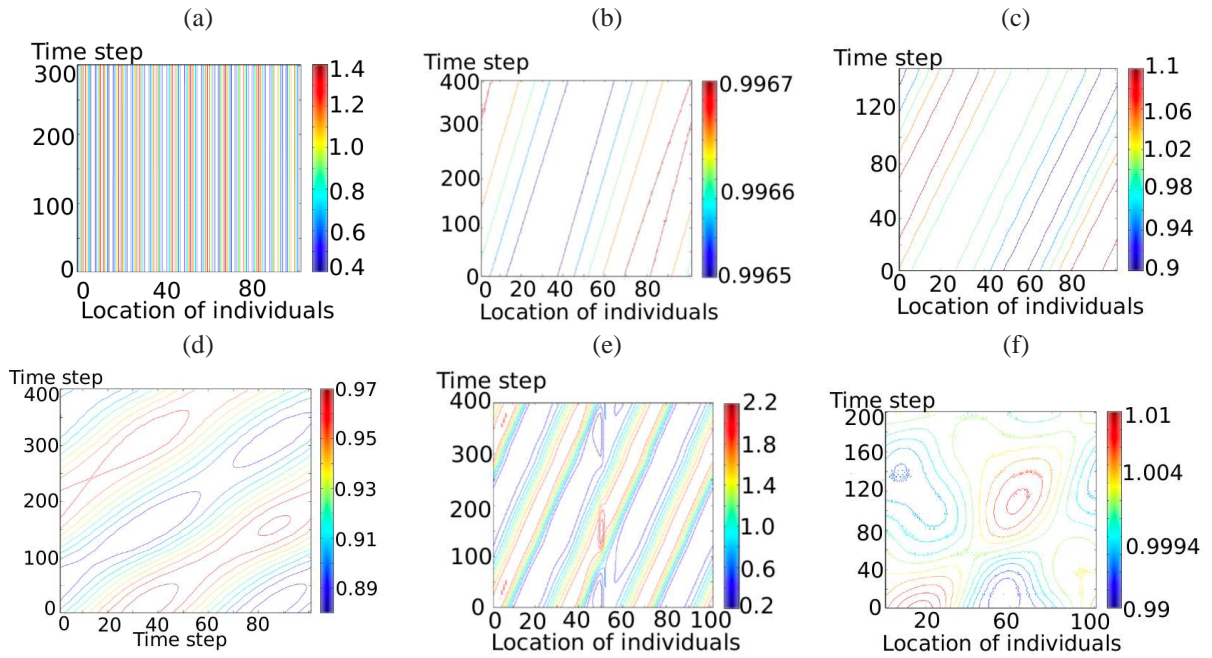 (a)
Time step
300
200
100
0
0
40
80
Location of individuals
1.4
1.2
1.0
0.8
0.6
0.4
(b)
Time step
400
300
200
100
0
0 20 40 60 80
Location of individuals
0.9967
0.9966
0.9965
(c)
Time step
120
80
40
0
0 20 40 60 80
Location of individuals
1.1
1.06
1.02
0.98
0.94
0.9
(d)
Time step
400
300
200
100
0
0 20 40 60 80
Time step
0.97
0.95
0.93
0.91
0.89
(e)
Time step
400
300
200
100
0
0 20 40 60 80 100
Location of individuals
2.2
1.8
1.4
1.0
0.6
0.2
(f)
Time step
200
160
120
80
40
0
20 60 100
Location of individuals
1.01
1.004
0.9994
0.99